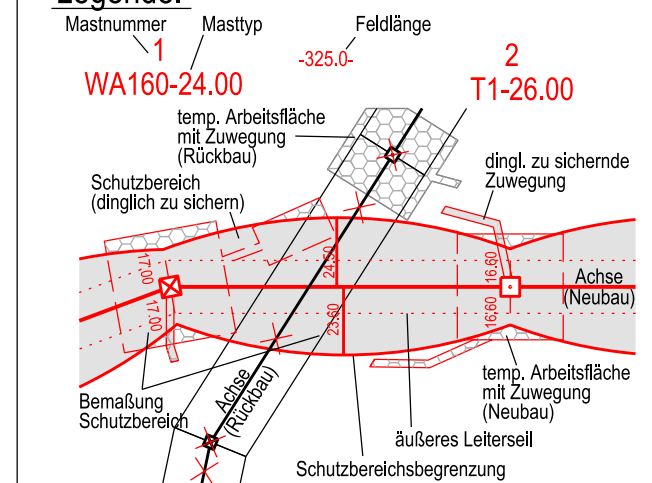 Legende:
Mastnummer
Masttyp
Feldlänge
1
-325.0-
2
WA160-24.00
T1-26.00
temp. Arbeitsfläche
mit Zuwegung
(Rückbau)
dingl. zu sichernde
Zuwegung
Schutzbereich
(dinglich zu sichern)
17,00
24,50
16,60
Achse
(Neubau)
17,00
23,60
16,60
temp. Arbeitsfläche
mit Zuwegung
(Neubau)
Achse
(Rückbau)
Bemaßung
Schutzbereich
äußeres Leiterseil
Schutzbereichsbegrenzung